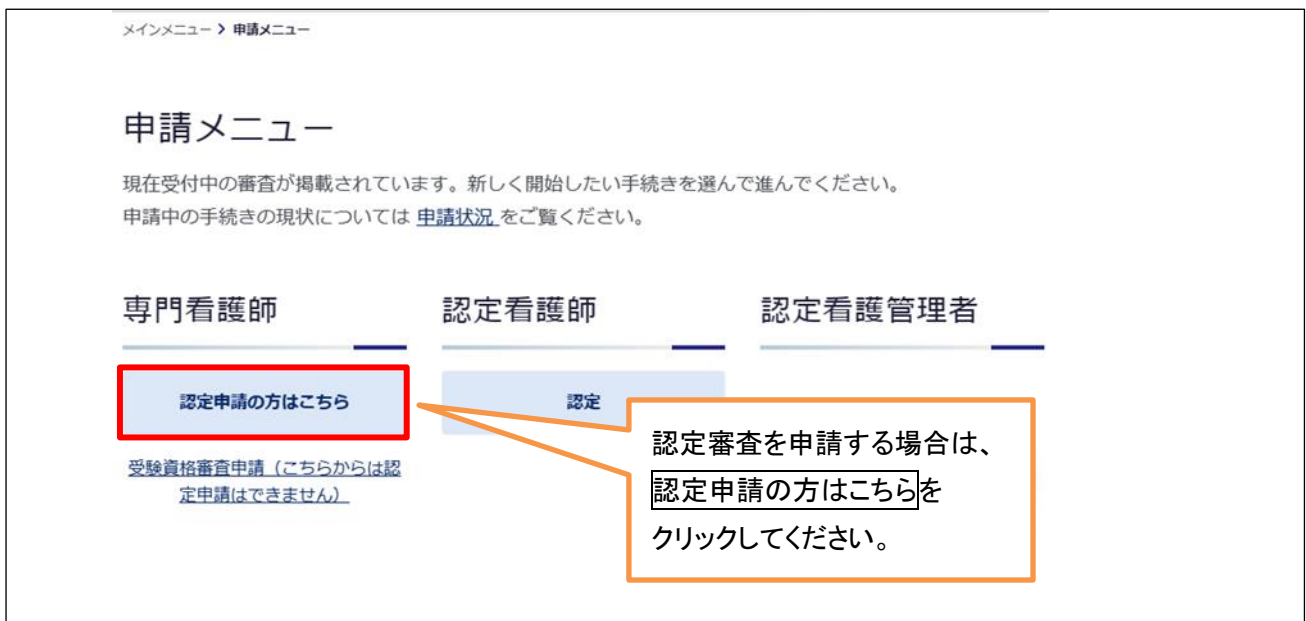 メインメニュー > 申請メニュー
申請メニュー
現在受付中の審査が掲載されています。新しく開始したい手続きを選んで進んでください。
申請中の手続きの現状については 申請状況 をご覧ください。
専門看護師
認定申請の方はこちら
受験資格審査申請（こちらからは認
定申請はできません）
認定看護師
認定
認定看護管理者
認定審査を申請する場合は、
認定申請の方はこちらを
クリックしてください。